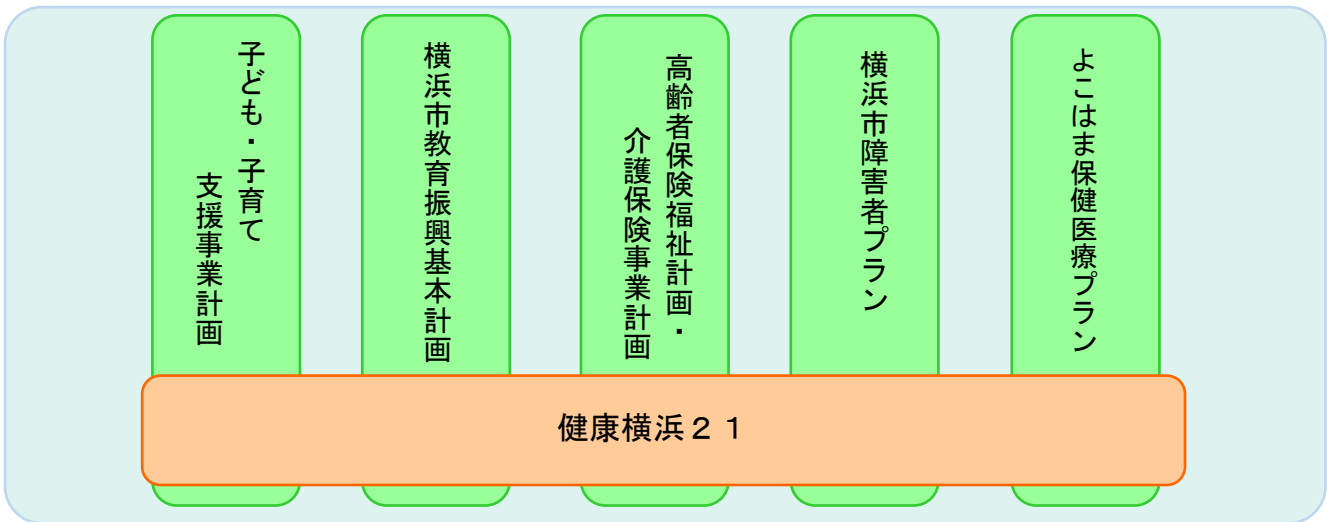 子ども・子育て
支援事業計画
横浜市教育振興基本計画
高齢者保険福祉計画・
介護保険事業計画
横浜市障害者プラン
よこはま保健医療プラン
健康横浜２１